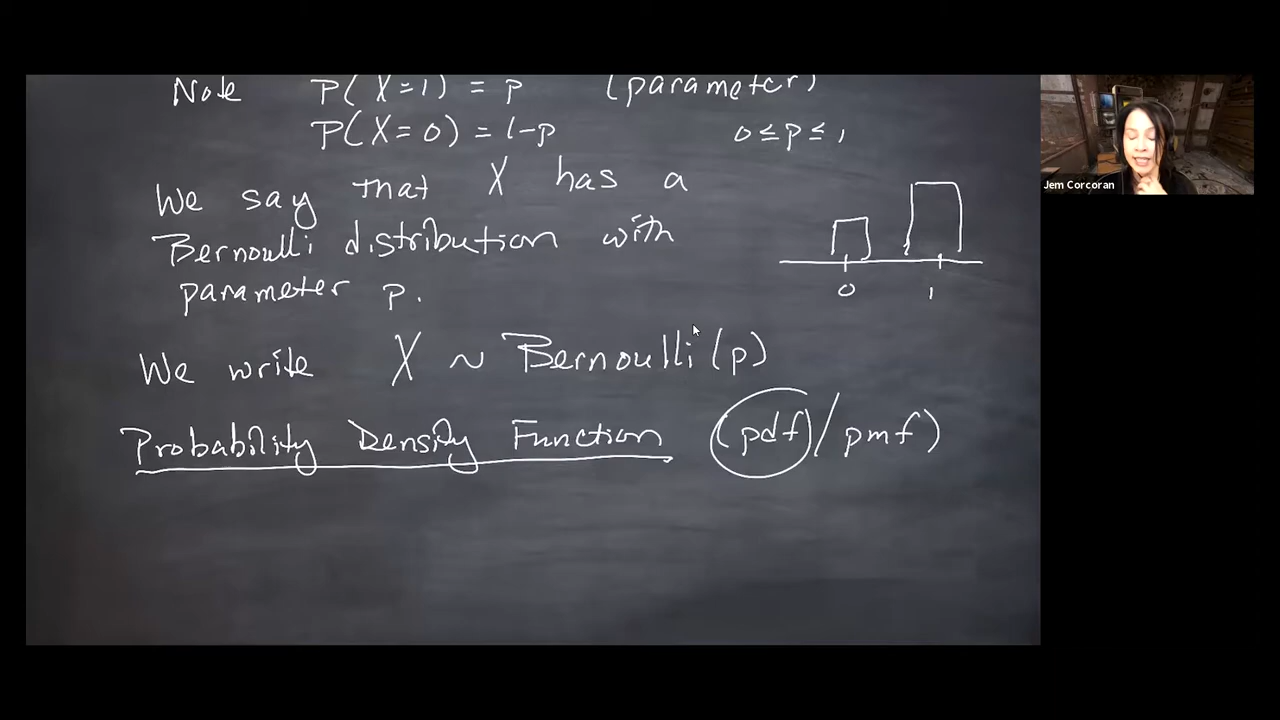 Note P(X=1) = p (parameter)
P(X=0) = 1-p 0≤p≤1
We say that X has a
Bernoulli distribution with
parameter p.
0 1
We write X ~ Bernoulli(p)
Probability Density Function (pdf/pmf)
Jem Corcoran